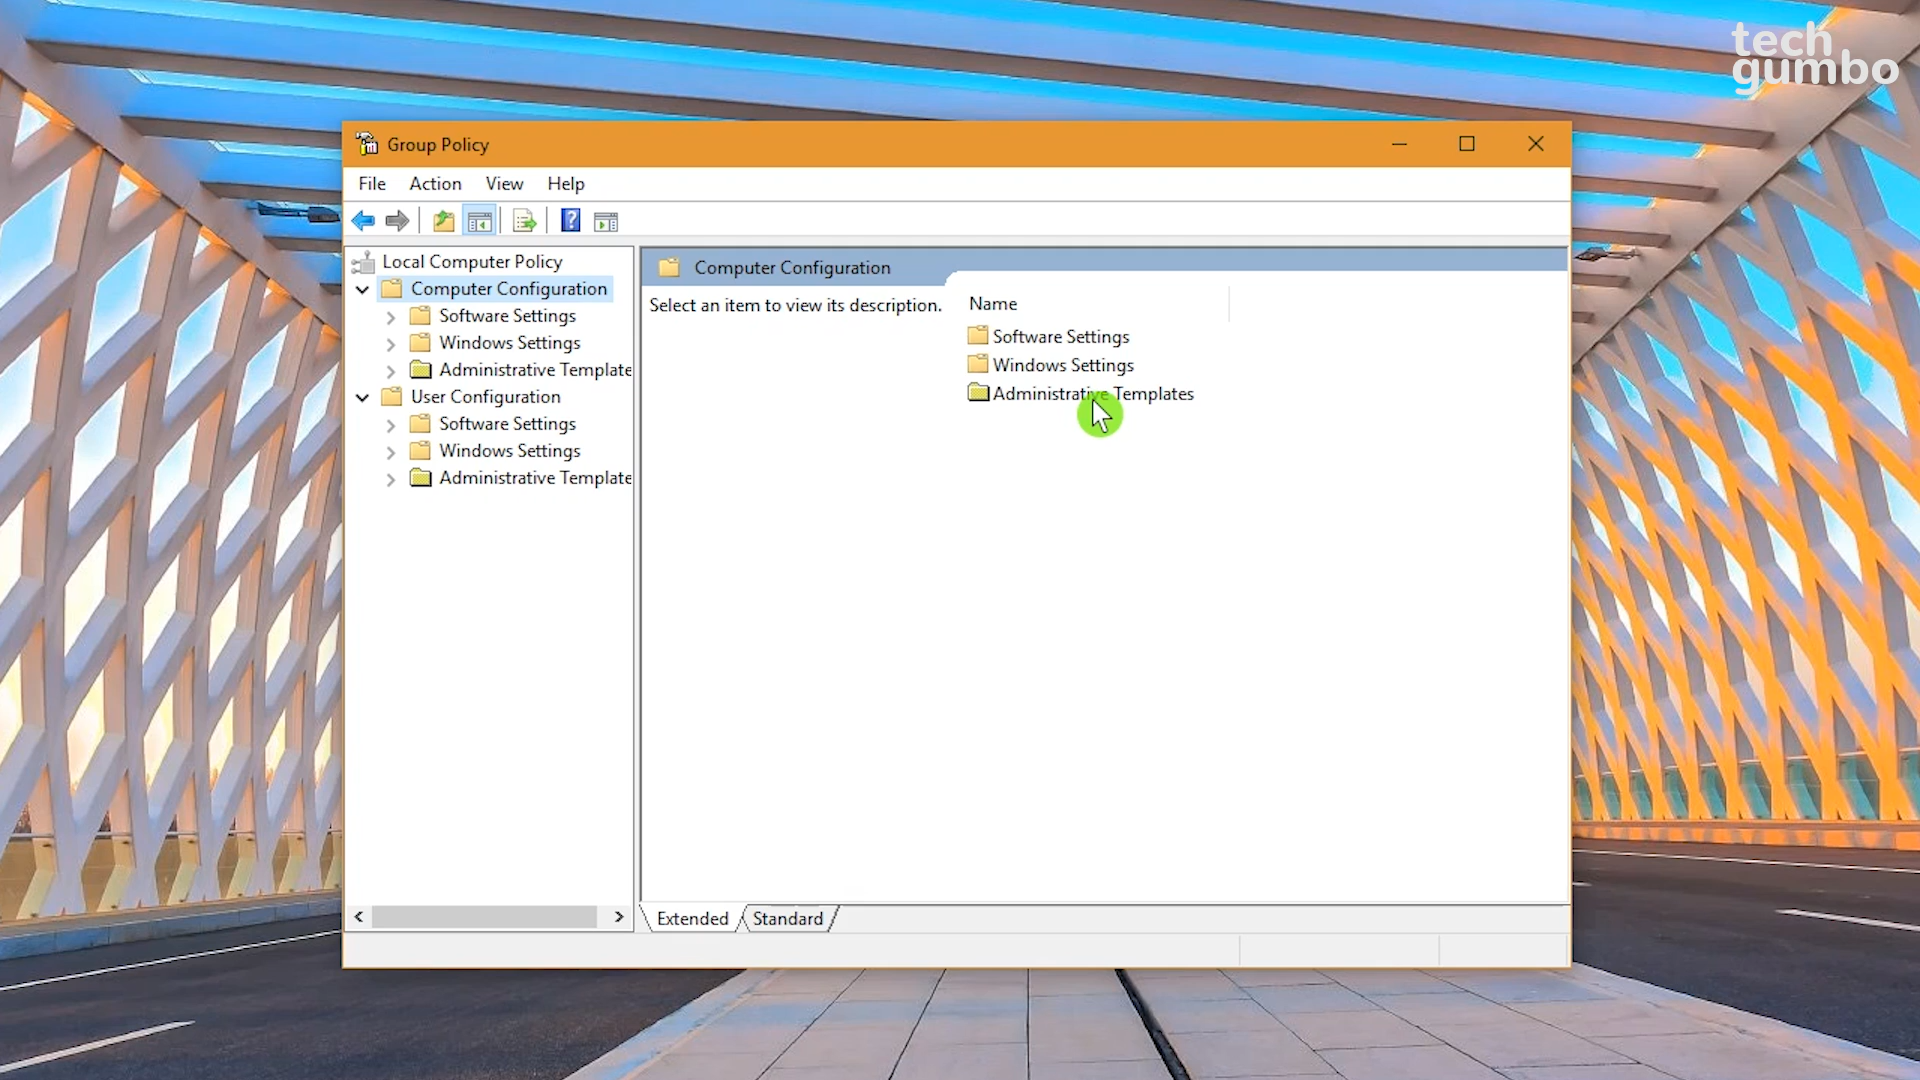 tech
gumbo
Group Policy
File Action View Help
Local Computer Policy
Computer Configuration
Software Settings
Windows Settings
Administrative Template
User Configuration
Software Settings
Windows Settings
Administrative Template
Computer Configuration
Select an item to view its description.
Name
Software Settings
Windows Settings
Administrative Templates
Extended Standard